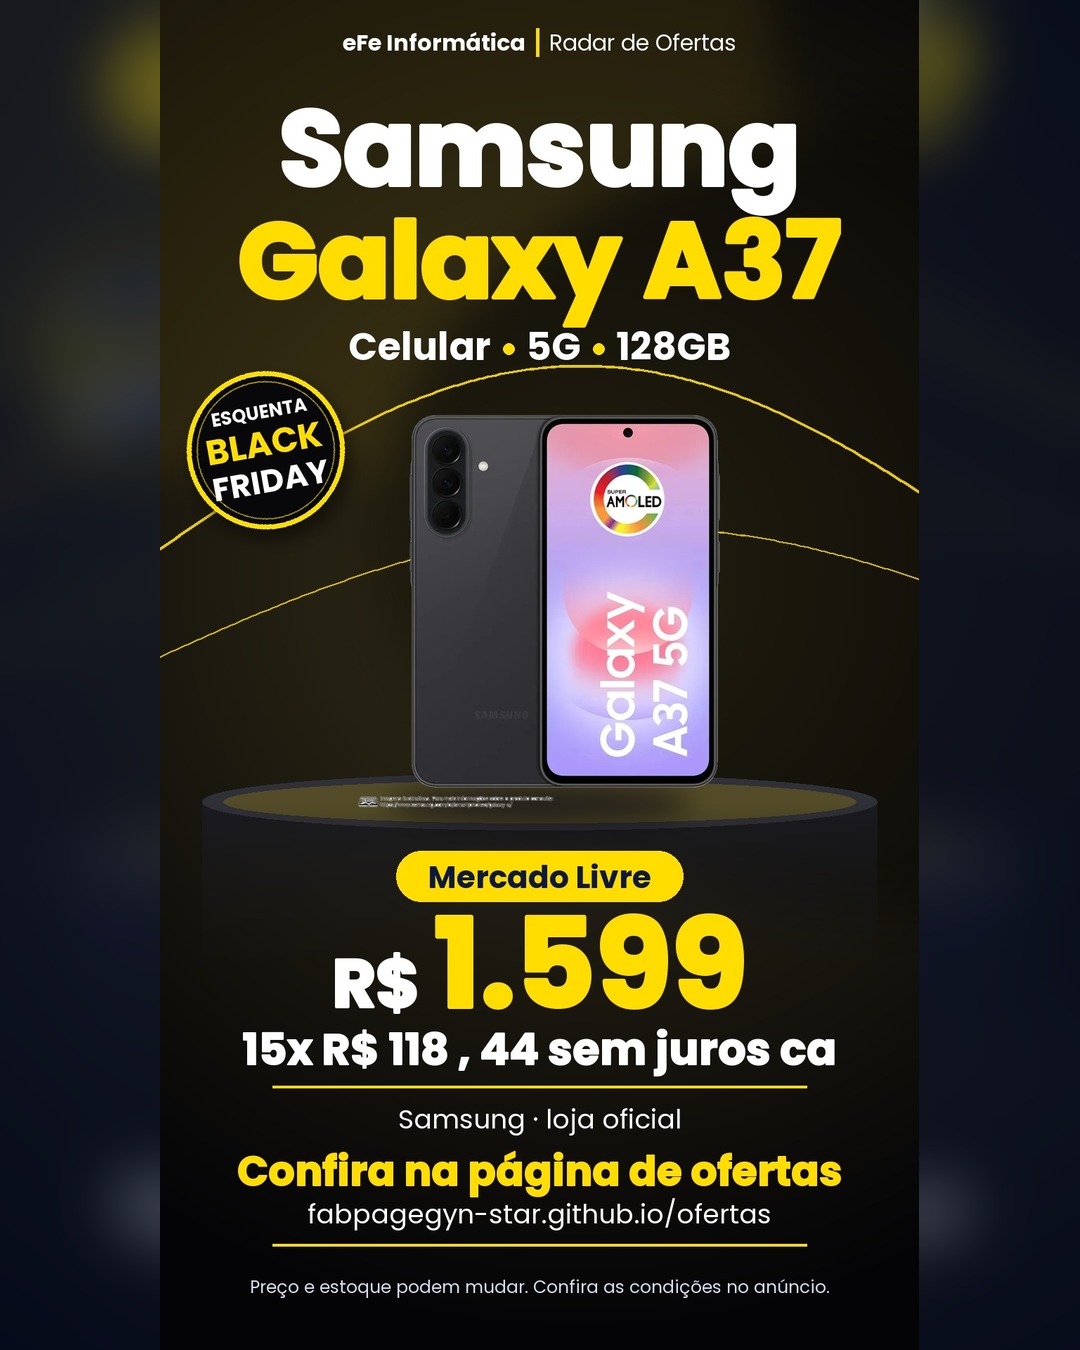 eFe Informática | Radar de Ofertas
Samsung
Galaxy A37
Celular • 5G • 128GB
ESQUENTA
BLACK
FRIDAY
SUPER
AMOLED
Galaxy
A37 5G
SAMSUNG
Mercado Livre
R$ 1.599
15x R$ 118 , 44 sem juros ca
Samsung · loja oficial
Confira na página de ofertas
fabpagegyn-star.github.io/ofertas
Preço e estoque podem mudar. Confira as condições no anúncio.